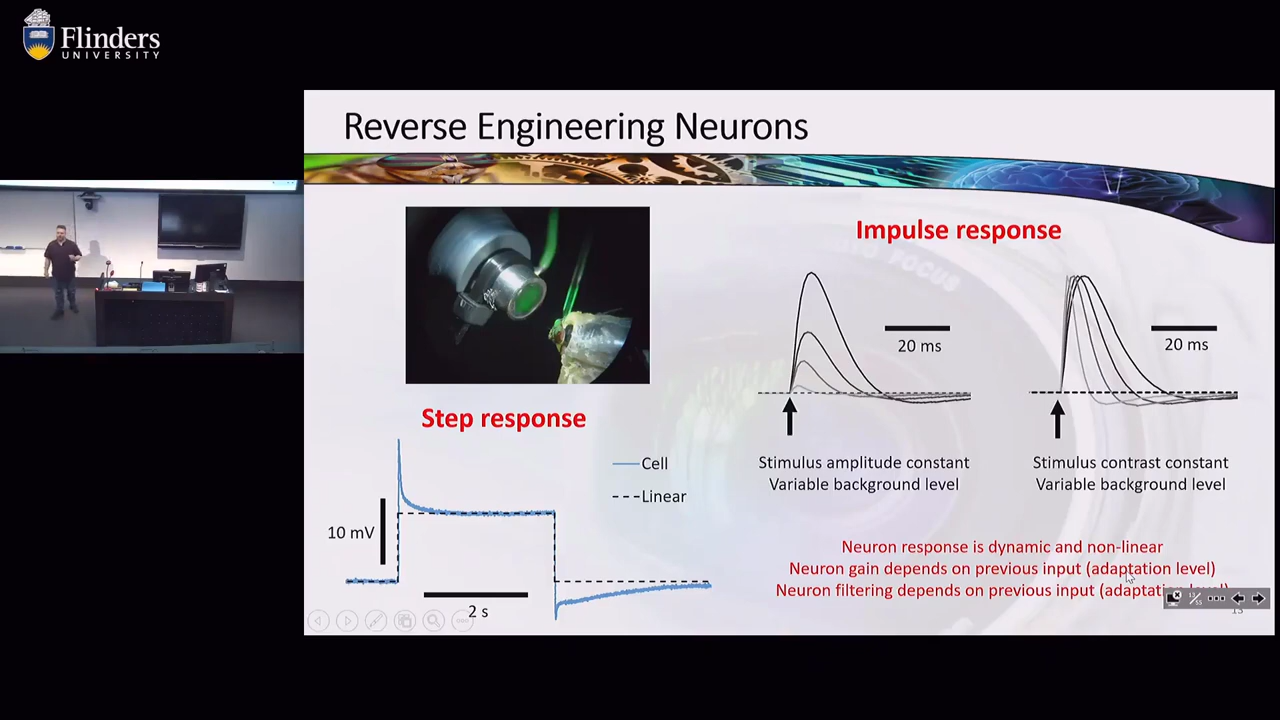 Flinders
UNIVERSITY
Reverse Engineering Neurons
Step response
Cell
Linear
10 mV
2 s
Impulse response
20 ms
20 ms
Stimulus amplitude constant
Variable background level
Stimulus contrast constant
Variable background level
Neuron response is dynamic and non-linear
Neuron gain depends on previous input (adaptation level)
Neuron filtering depends on previous input